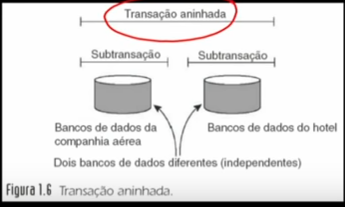 Transação aninhada
Subtransação Subtransação
Bancos de dados da companhia aérea
Bancos de dados do hotel
Dois bancos de dados diferentes (independentes)
Figura 1.6 Transação aninhada.